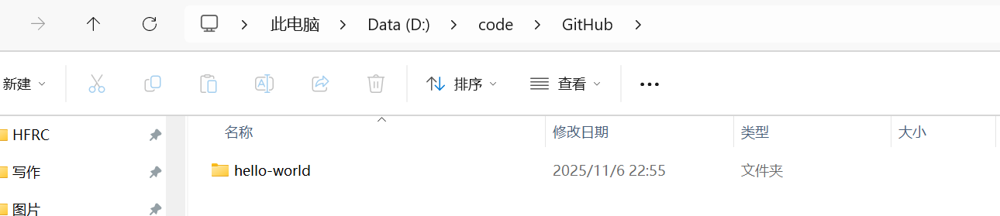 此电脑 Data (D:) code GitHub
新建 排序 查看
名称 修改日期 类型 大小
HFRC
hello-world 2025/11/6 22:55 文件夹
写作
图片